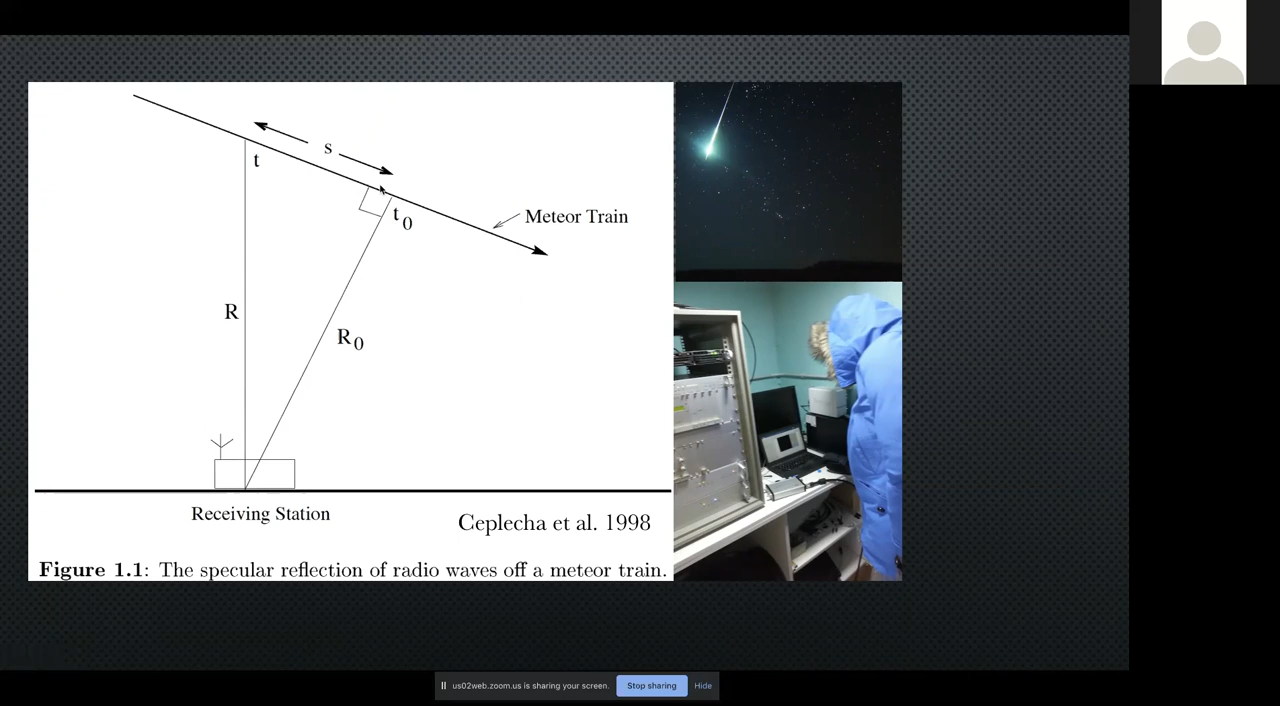 s
t
t0
Meteor Train
R
R0
Receiving Station
Ceplecha et al. 1998
Figure 1.1: The specular reflection of radio waves off a meteor train.
us02web.zoom.us is sharing your screen.
Stop sharing
Hide